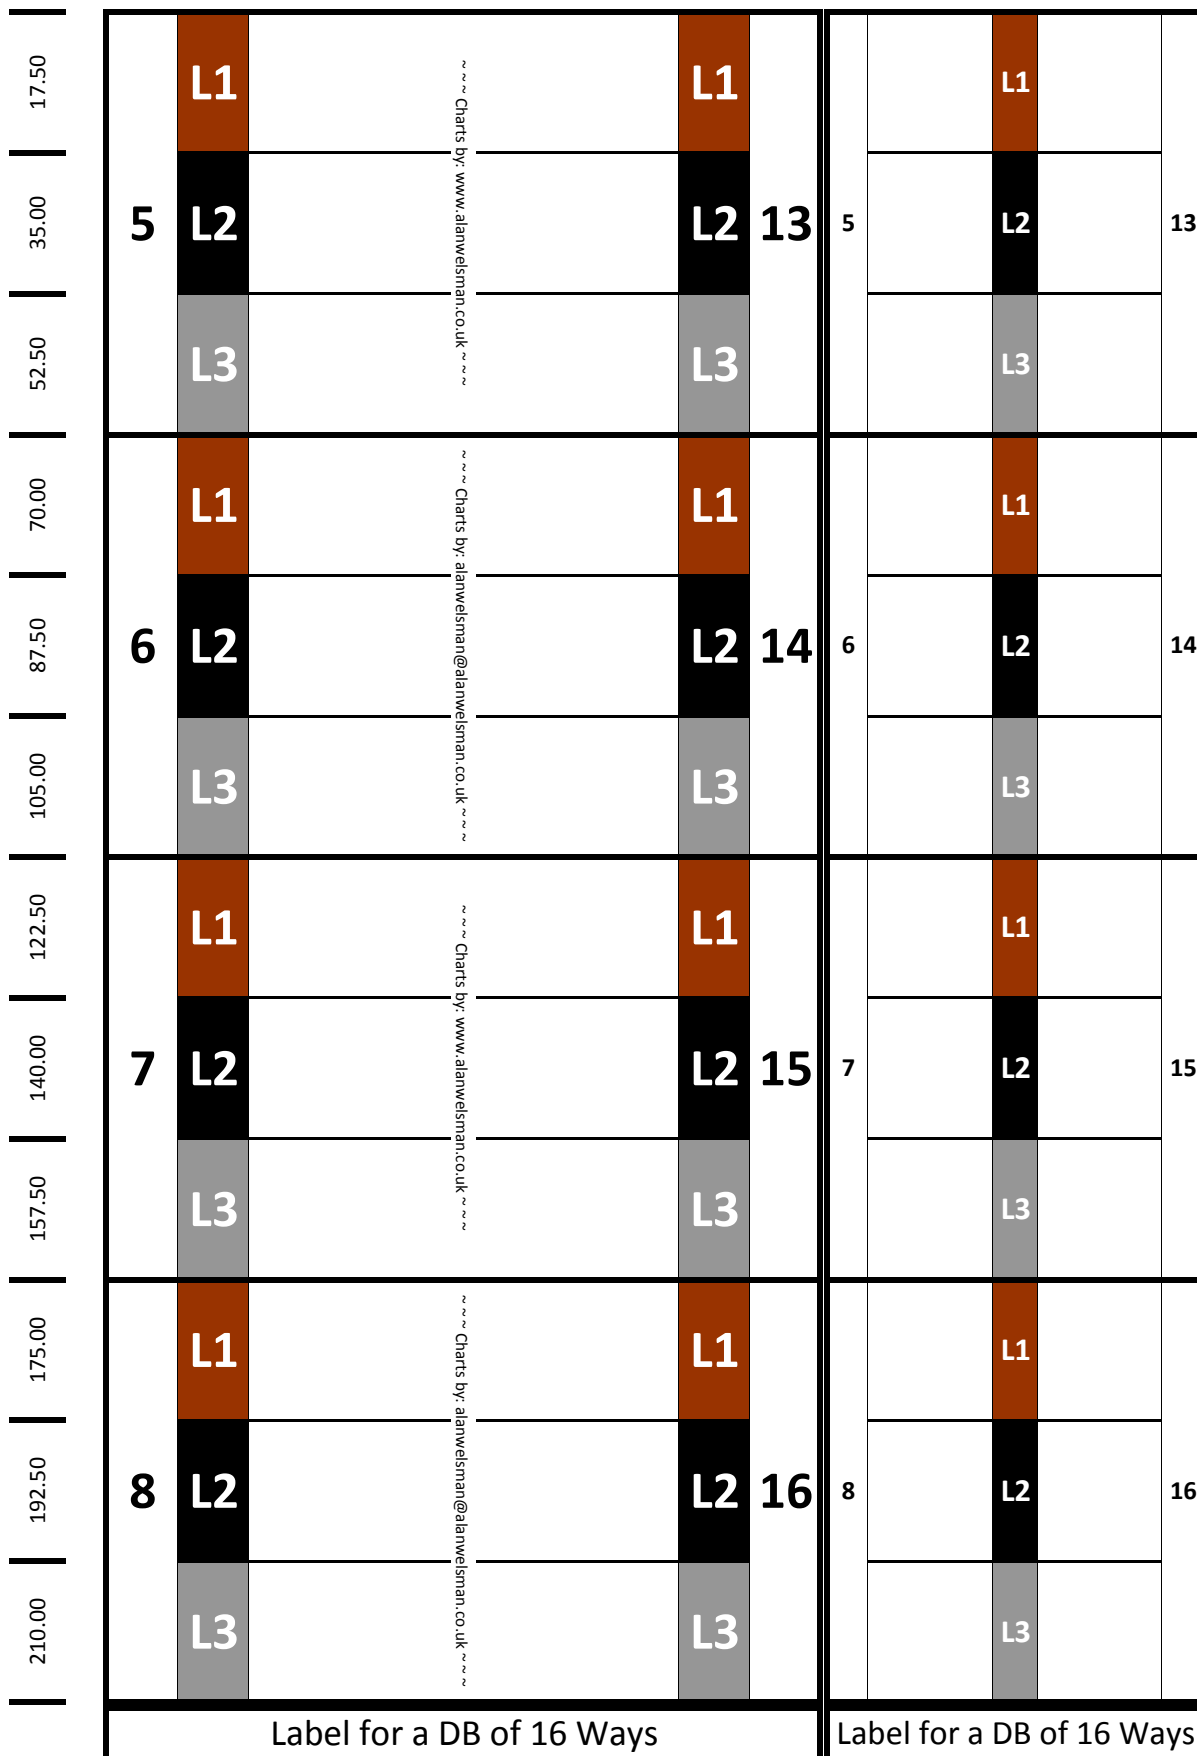 17.50 L1 L1 L1
35.00 5 L2 L2 13 5 L2 13
52.50 L3 L3 L3
~ ~ ~ Charts by: www.alanwelsman.co.uk ~ ~ ~
70.00 L1 L1 L1
87.50 6 L2 L2 14 6 L2 14
105.00 L3 L3 L3
~ ~ ~ Charts by: alanwelsman@alanwelsman.co.uk ~ ~ ~
122.50 L1 L1 L1
140.00 7 L2 L2 15 7 L2 15
157.50 L3 L3 L3
~ ~ ~ Charts by: www.alanwelsman.co.uk ~ ~ ~
175.00 L1 L1 L1
192.50 8 L2 L2 16 8 L2 16
210.00 L3 L3 L3
~ ~ ~ Charts by: alanwelsman@alanwelsman.co.uk ~ ~ ~
Label for a DB of 16 Ways Label for a DB of 16 Ways